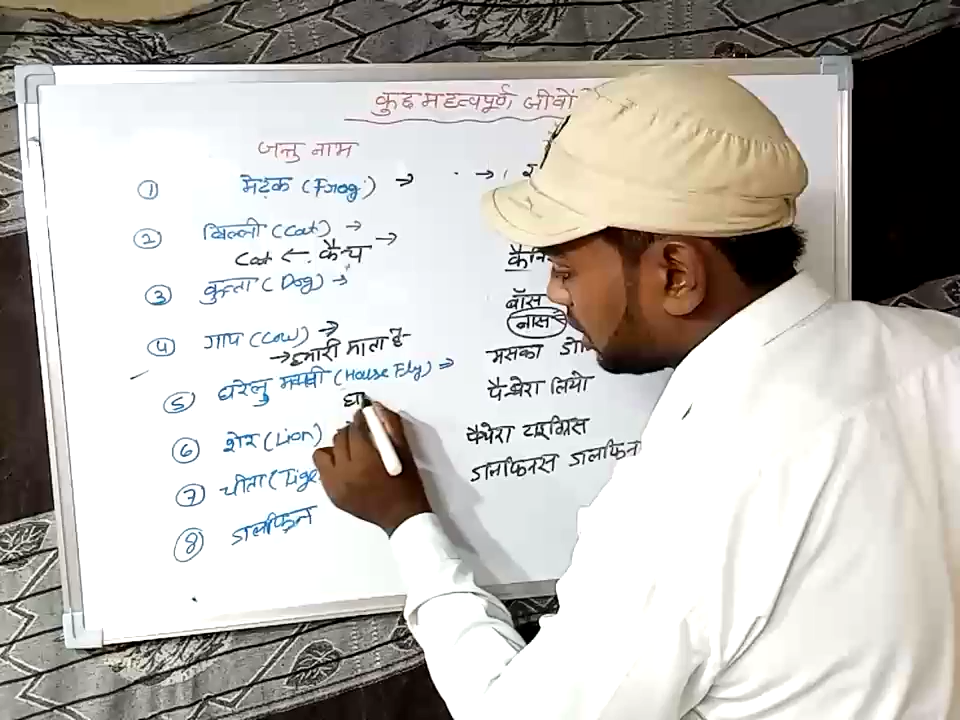 कुछ महत्वपूर्ण जीवों
जन्तु नाम
① मेढ़क (Frog) → →
② बिल्ली (Cat) →
Cat ← कैच →
③ कुत्ता (Dog) →
बॉस
④ गाय (Cow) → नास
→ हमारी माता है-
⑤ घरेलु मक्खी (House Fly) → मसका
घा
⑥ शेर (Lion) पैन्थेरा लियो
⑦ चीता (Tige पैंथेरा टाइग्रिस
⑧ डालफिन डालफिनस डालफिन